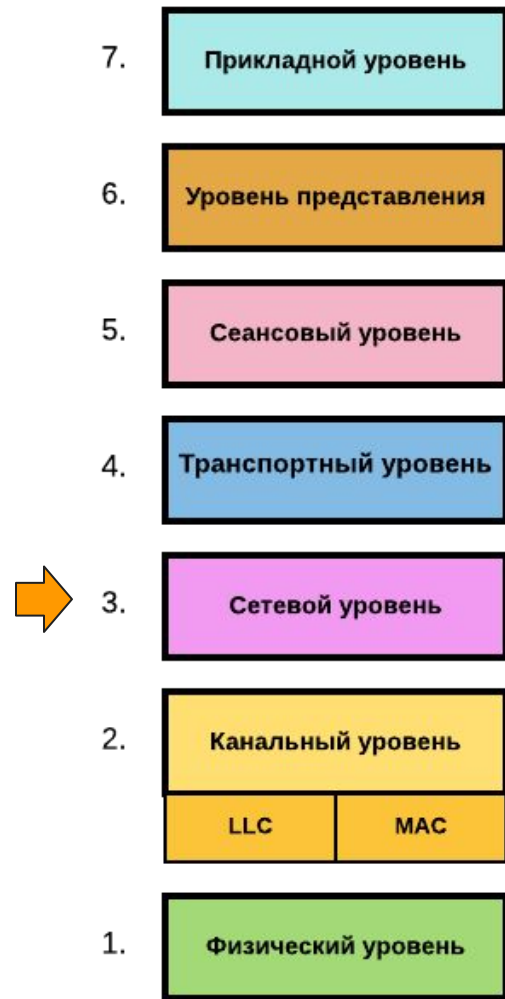 7. Прикладной уровень
6. Уровень представления
5. Сеансовый уровень
4. Транспортный уровень
3. Сетевой уровень
2. Канальный уровень
LLC MAC
1. Физический уровень